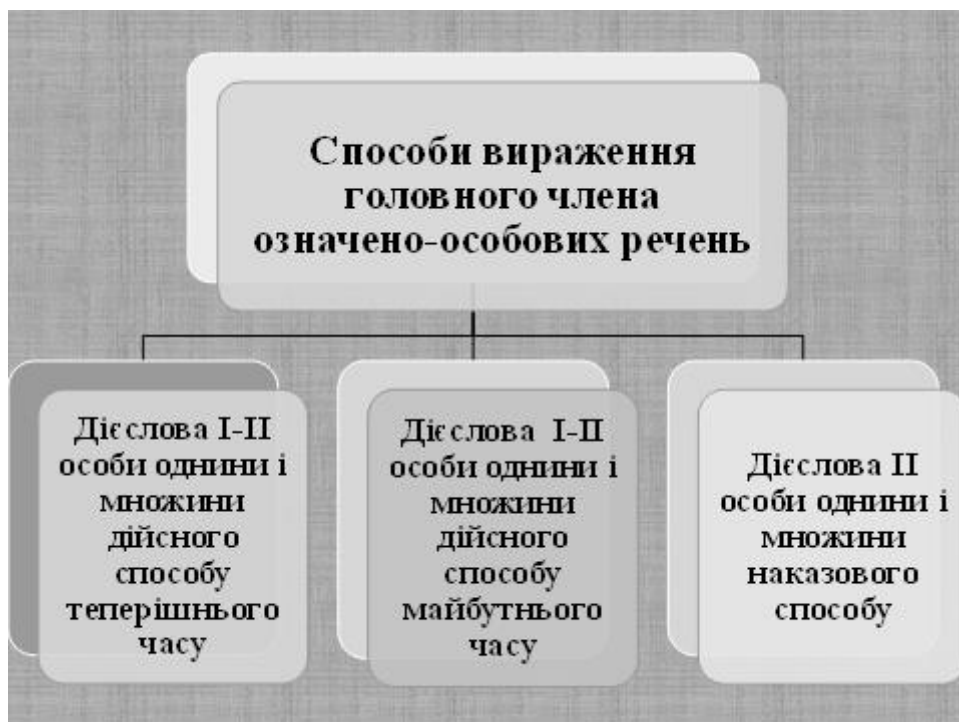 Способи вираження
головного члена
означено-особових речень
Дієслова І-ІІ
особи однини і
множини
дійсного
способу
теперішнього
часу
Дієслова І-ІІ
особи однини і
множини
дійсного
способу
майбутнього
часу
Дієслова ІІ
особи однини і
множини
наказового
способу